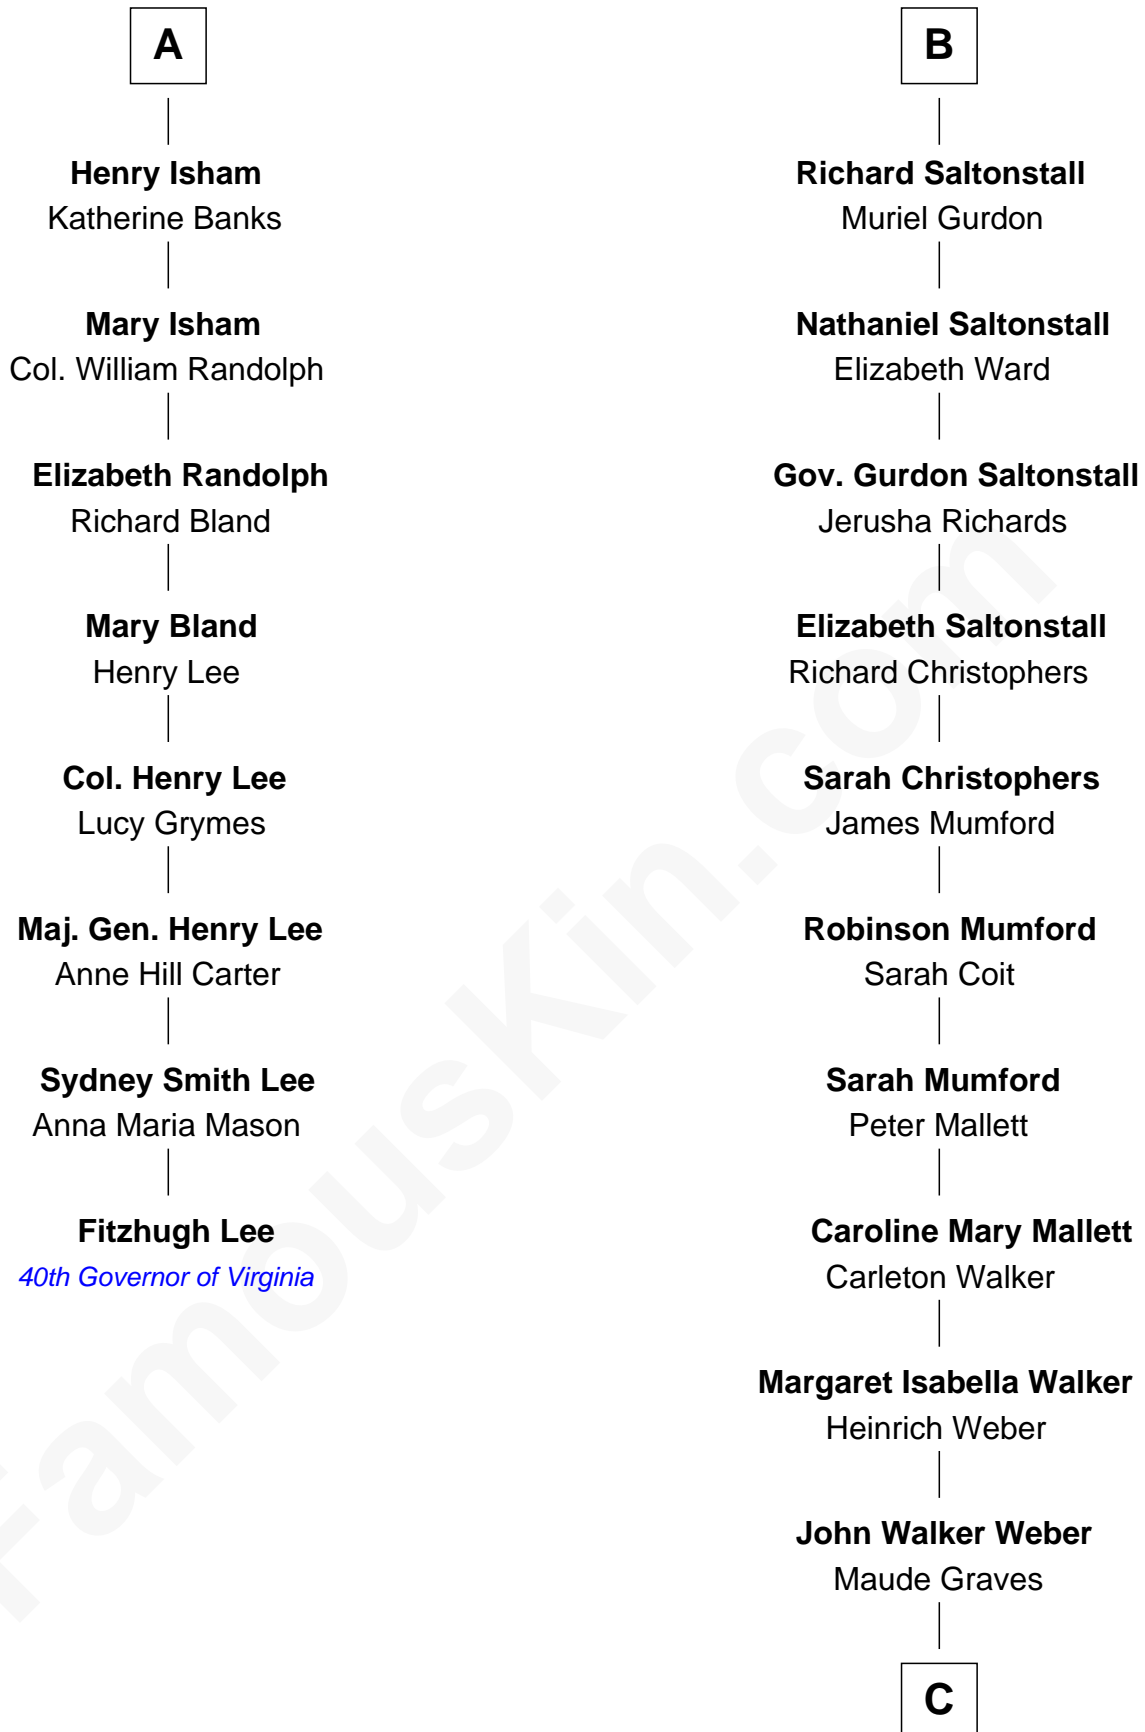 A
Henry Isham
Katherine Banks
Mary Isham
Col. William Randolph
Elizabeth Randolph
Richard Bland
Mary Bland
Henry Lee
Col. Henry Lee
Lucy Grymes
Maj. Gen. Henry Lee
Anne Hill Carter
Sydney Smith Lee
Anna Maria Mason
Fitzhugh Lee
40th Governor of Virginia
B
Richard Saltonstall
Muriel Gurdon
Nathaniel Saltonstall
Elizabeth Ward
Gov. Gurdon Saltonstall
Jerusha Richards
Elizabeth Saltonstall
Richard Christophers
Sarah Christophers
James Mumford
Robinson Mumford
Sarah Coit
Sarah Mumford
Peter Mallett
Caroline Mary Mallett
Carleton Walker
Margaret Isabella Walker
Heinrich Weber
John Walker Weber
Maude Graves
C
FamousKin.com